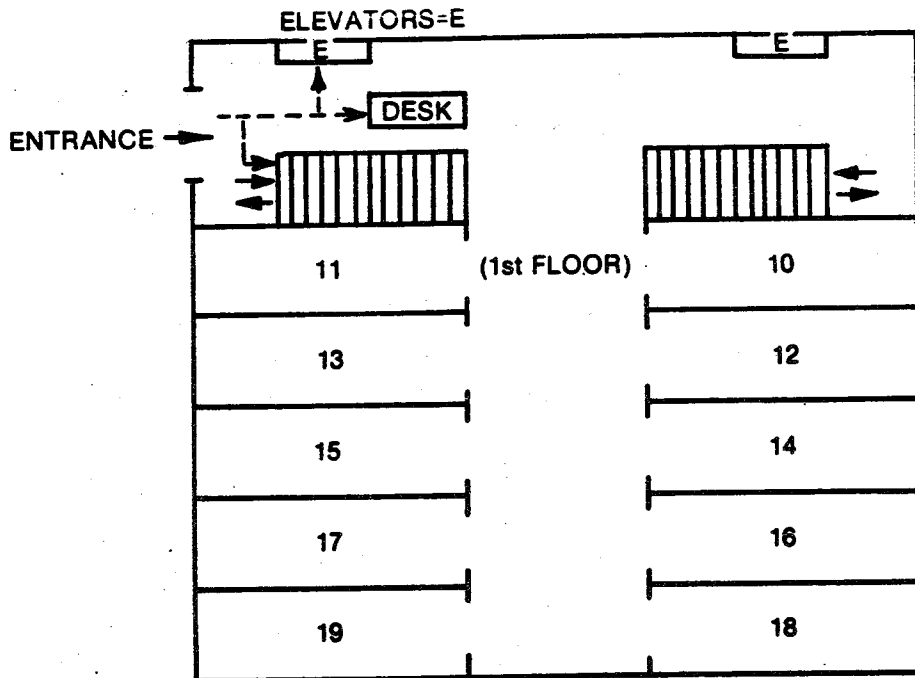 ELEVATORS=E
E E
DESK
ENTRANCE
11 (1st FLOOR) 10
13 12
15 14
17 16
19 18